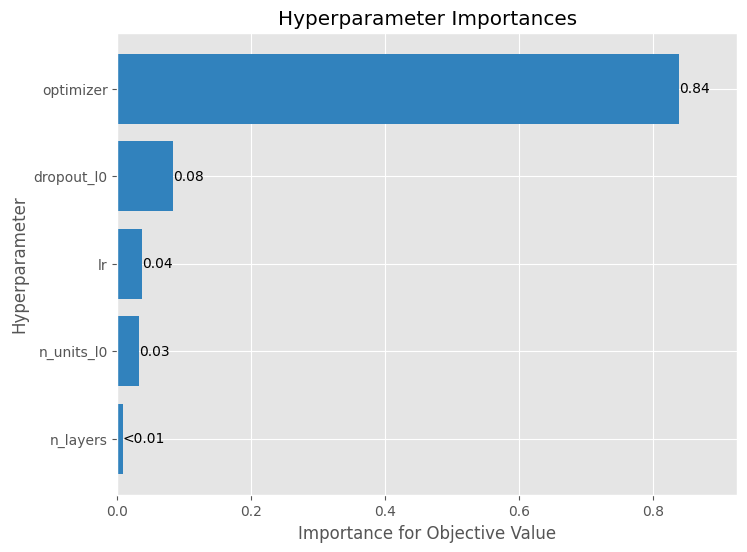 Hyperparameter Importances
optimizer
0.84
dropout_l0
0.08
lr
0.04
n_units_l0
0.03
n_layers
<0.01
Hyperparameter
0.0
0.2
0.4
0.6
0.8
Importance for Objective Value